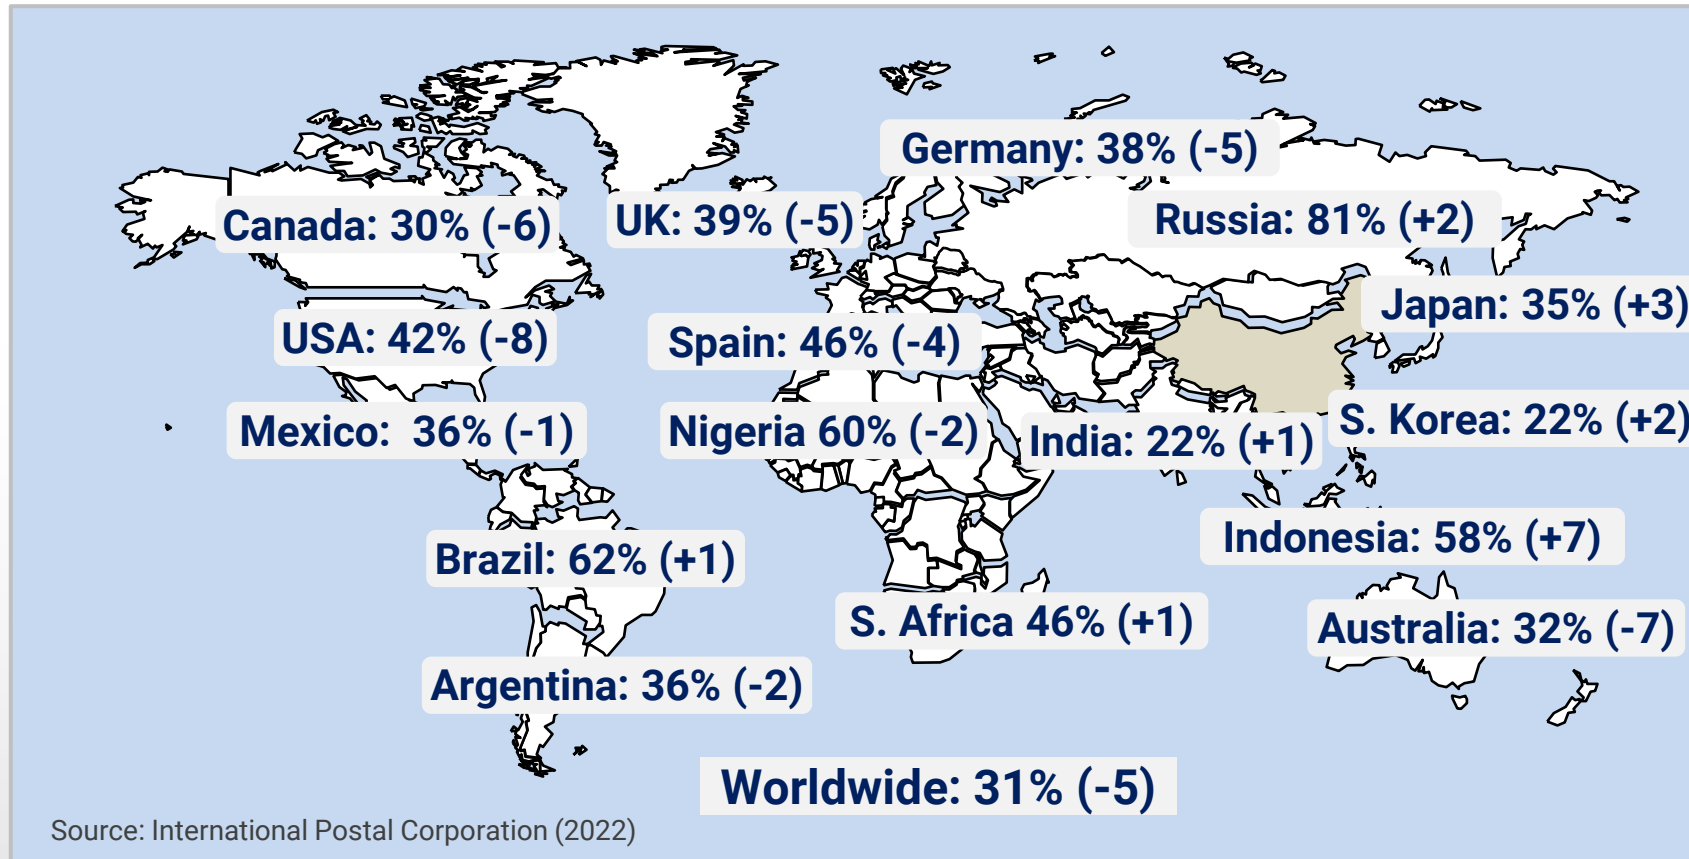 Germany: 38% (-5)
Canada: 30% (-6)
UK: 39% (-5)
Russia: 81% (+2)
Japan: 35% (+3)
USA: 42% (-8)
Spain: 46% (-4)
Mexico:  36% (-1)
Nigeria 60% (-2)
India: 22% (+1)
S. Korea: 22% (+2)
Brazil: 62% (+1)
Indonesia: 58% (+7)
S. Africa 46% (+1)
Australia: 32% (-7)
Argentina: 36% (-2)
Worldwide: 31% (-5)
Source: International Postal Corporation (2022)